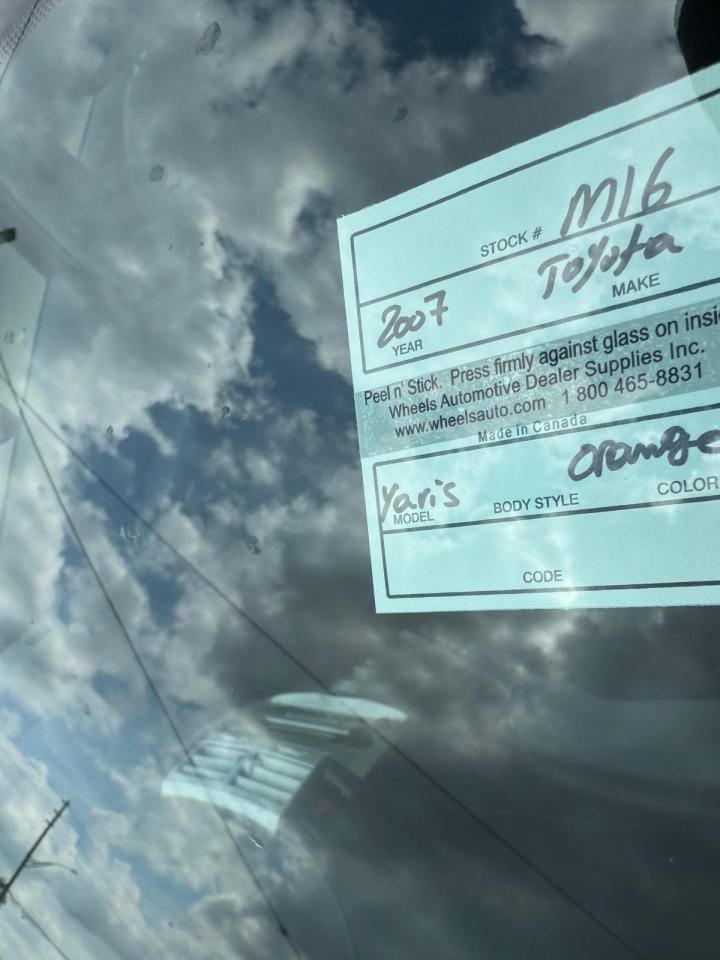 STOCK # M16
2007 Toyota
YEAR MAKE
Peel n' Stick. Press firmly against glass on
Wheels Automotive Dealer Supplies Inc.
www.wheelsauto.com 1 800 465-8831
Made in Canada
Yaris orange
MODEL BODY STYLE COLOR
CODE